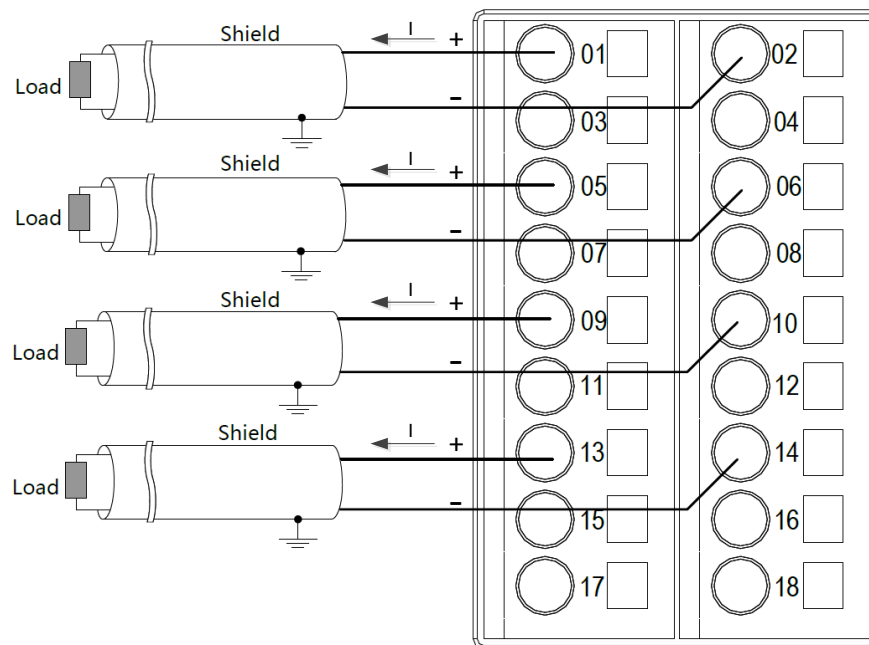 Shield I + 01 02
Load
- 03 04
Shield I + 05 06
Load
- 07 08
Shield I + 09 10
Load
- 11 12
Shield I + 13 14
Load
- 15 16
17 18